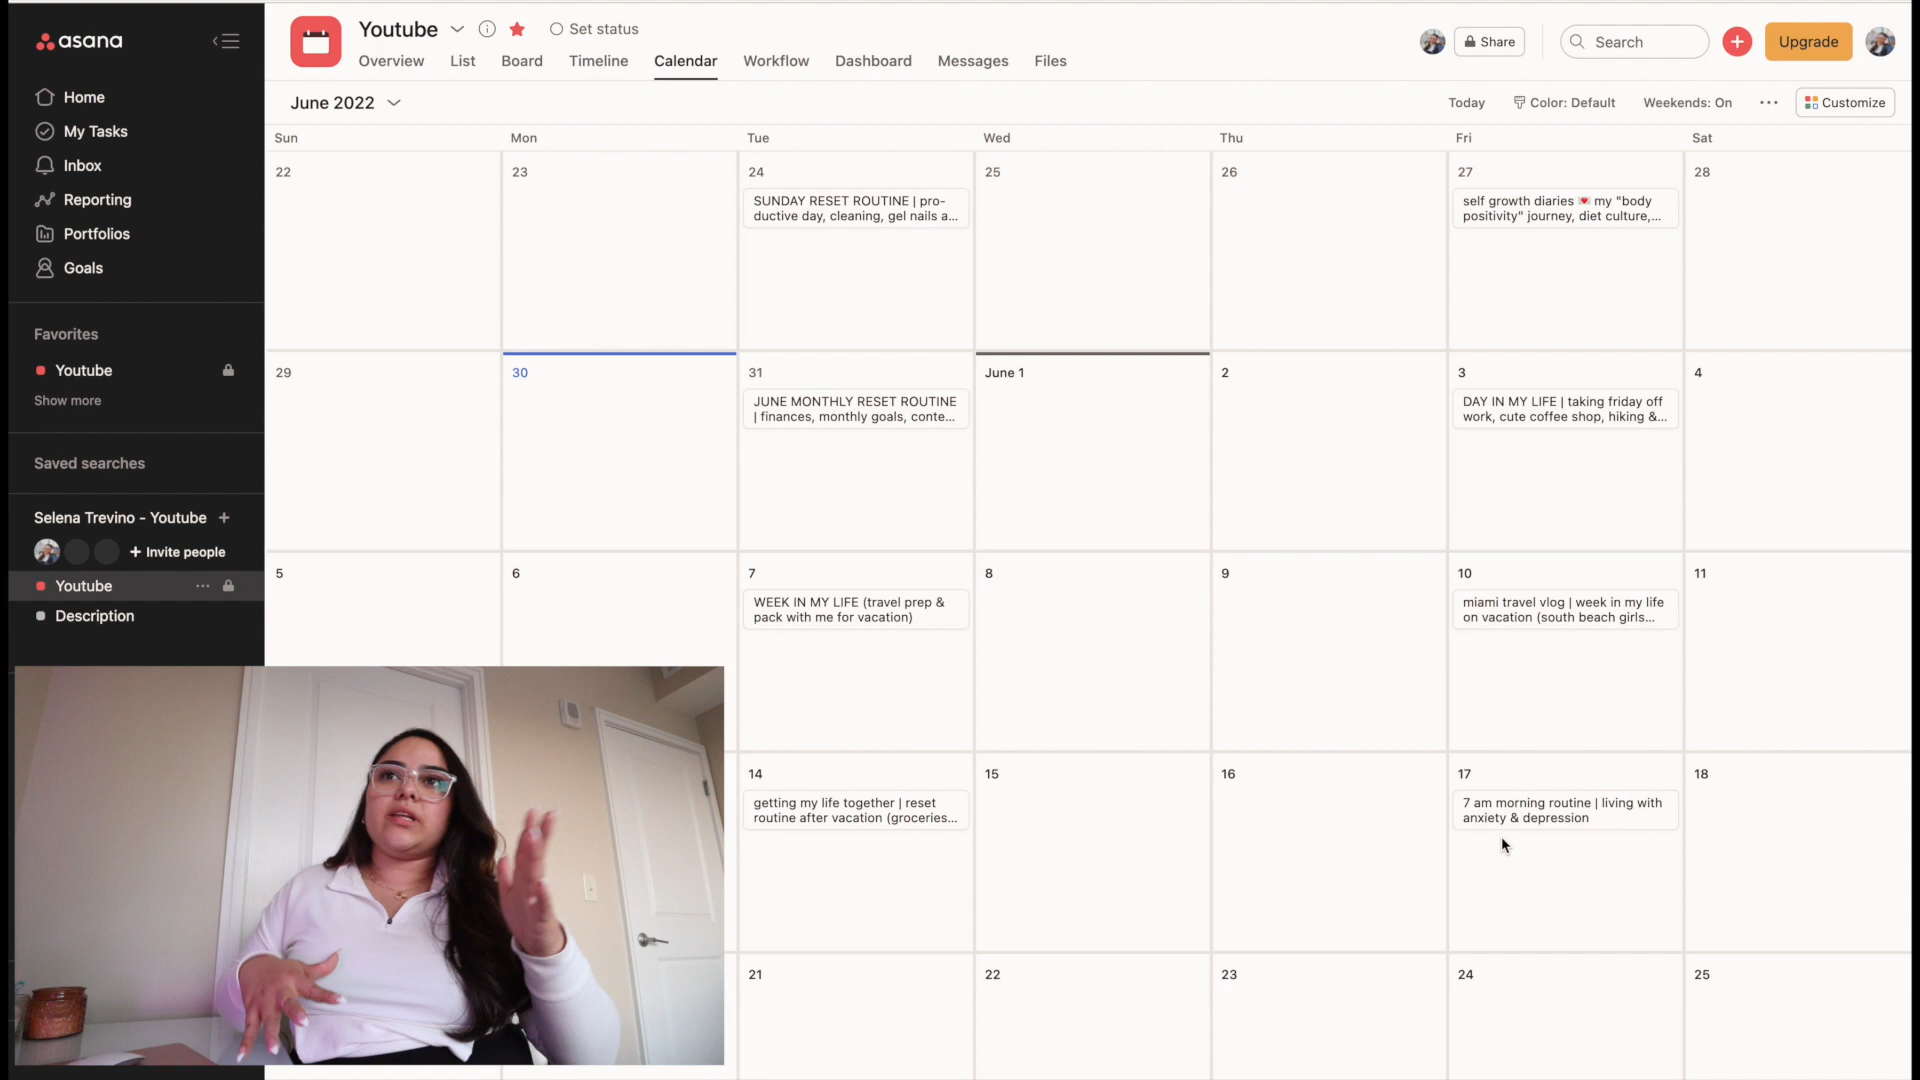 asana
Home
My Tasks
Inbox
Reporting
Portfolios
Goals
Favorites
Youtube
Show more
Saved searches
Selena Trevino - Youtube +
+ Invite people
Youtube ...
Description
Youtube
Set status
Overview List Board Timeline Calendar Workflow Dashboard Messages Files
Share
Search
Upgrade
June 2022
Today Color: Default Weekends: On ... Customize
Sun Mon Tue Wed Thu Fri Sat
22 23 24 25 26 27 28
SUNDAY RESET ROUTINE | pro-
ductive day, cleaning, gel nails a...
self growth diaries 💌 my "body
positivity" journey, diet culture,...
29 30 31 June 1 2 3 4
JUNE MONTHLY RESET ROUTINE
| finances, monthly goals, conte...
DAY IN MY LIFE | taking friday off
work, cute coffee shop, hiking &...
5 6 7 8 9 10 11
WEEK IN MY LIFE (travel prep &
pack with me for vacation)
miami travel vlog | week in my life
on vacation (south beach girls...
14 15 16 17 18
getting my life together | reset
routine after vacation (groceries...
7 am morning routine | living with
anxiety & depression
21 22 23 24 25